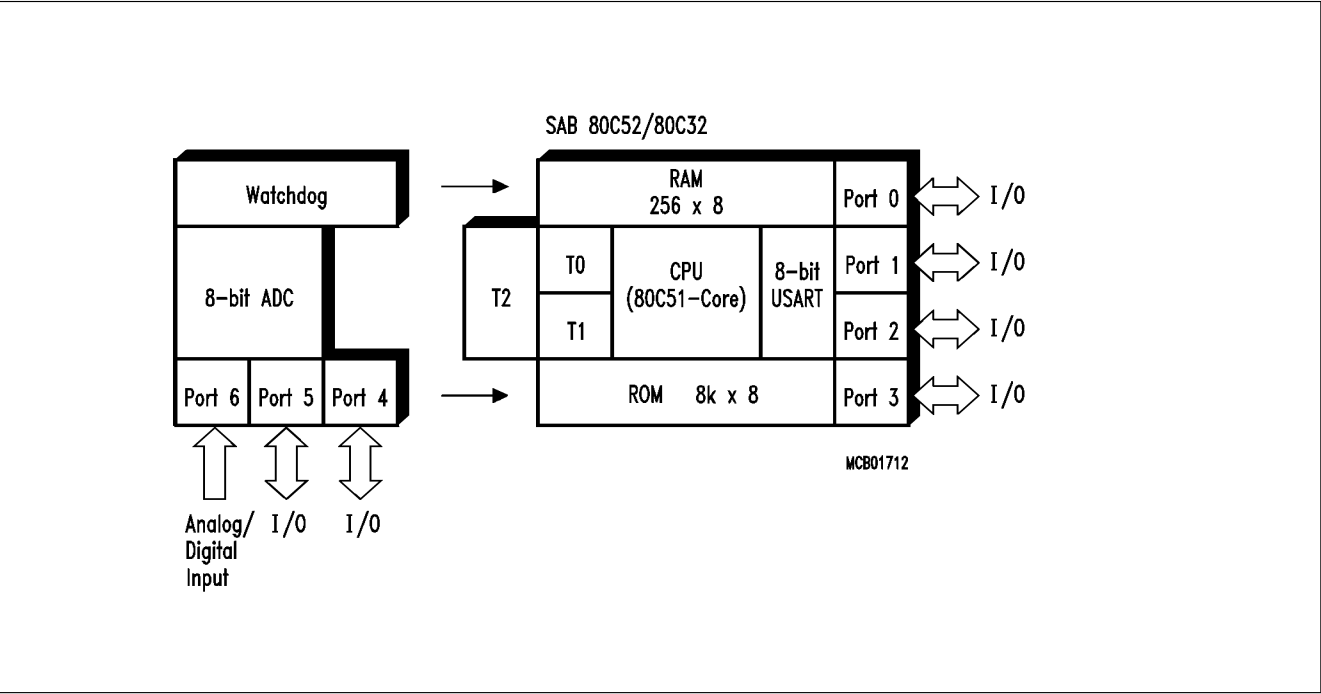 SAB 80C52/80C32
Watchdog
RAM
256 x 8
Port 0
I/O
8-bit ADC
T2
T0
T1
CPU
(80C51-Core)
8-bit
USART
Port 1
I/O
Port 2
I/O
Port 6
Port 5
Port 4
ROM 8k x 8
Port 3
I/O
MCB01712
Analog/
Digital
Input
I/O
I/O